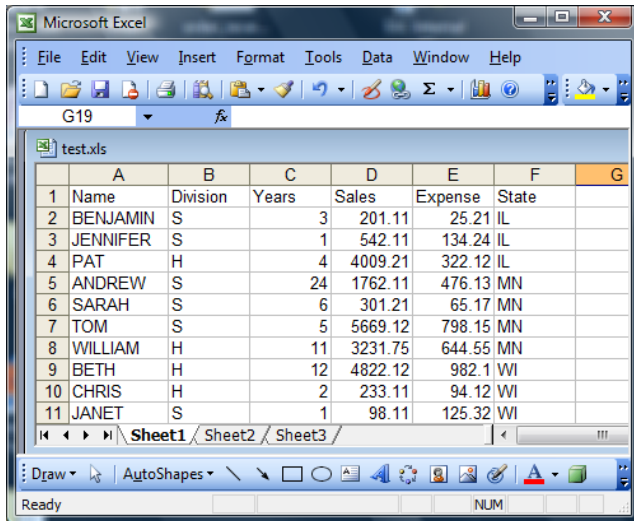 Microsoft Excel
File Edit View Insert Format Tools Data Window Help
G19 fx
test.xls
A B C D E F G
1 Name Division Years Sales Expense State
2 BENJAMIN S 3 201.11 25.21 IL
3 JENNIFER S 1 542.11 134.24 IL
4 PAT H 4 4009.21 322.12 IL
5 ANDREW S 24 1762.11 476.13 MN
6 SARAH S 6 301.21 65.17 MN
7 TOM S 5 5669.12 798.15 MN
8 WILLIAM H 11 3231.75 644.55 MN
9 BETH H 12 4822.12 982.1 WI
10 CHRIS H 2 233.11 94.12 WI
11 JANET S 1 98.11 125.32 WI
Sheet1 Sheet2 Sheet3
Draw AutoShapes A
Ready NUM